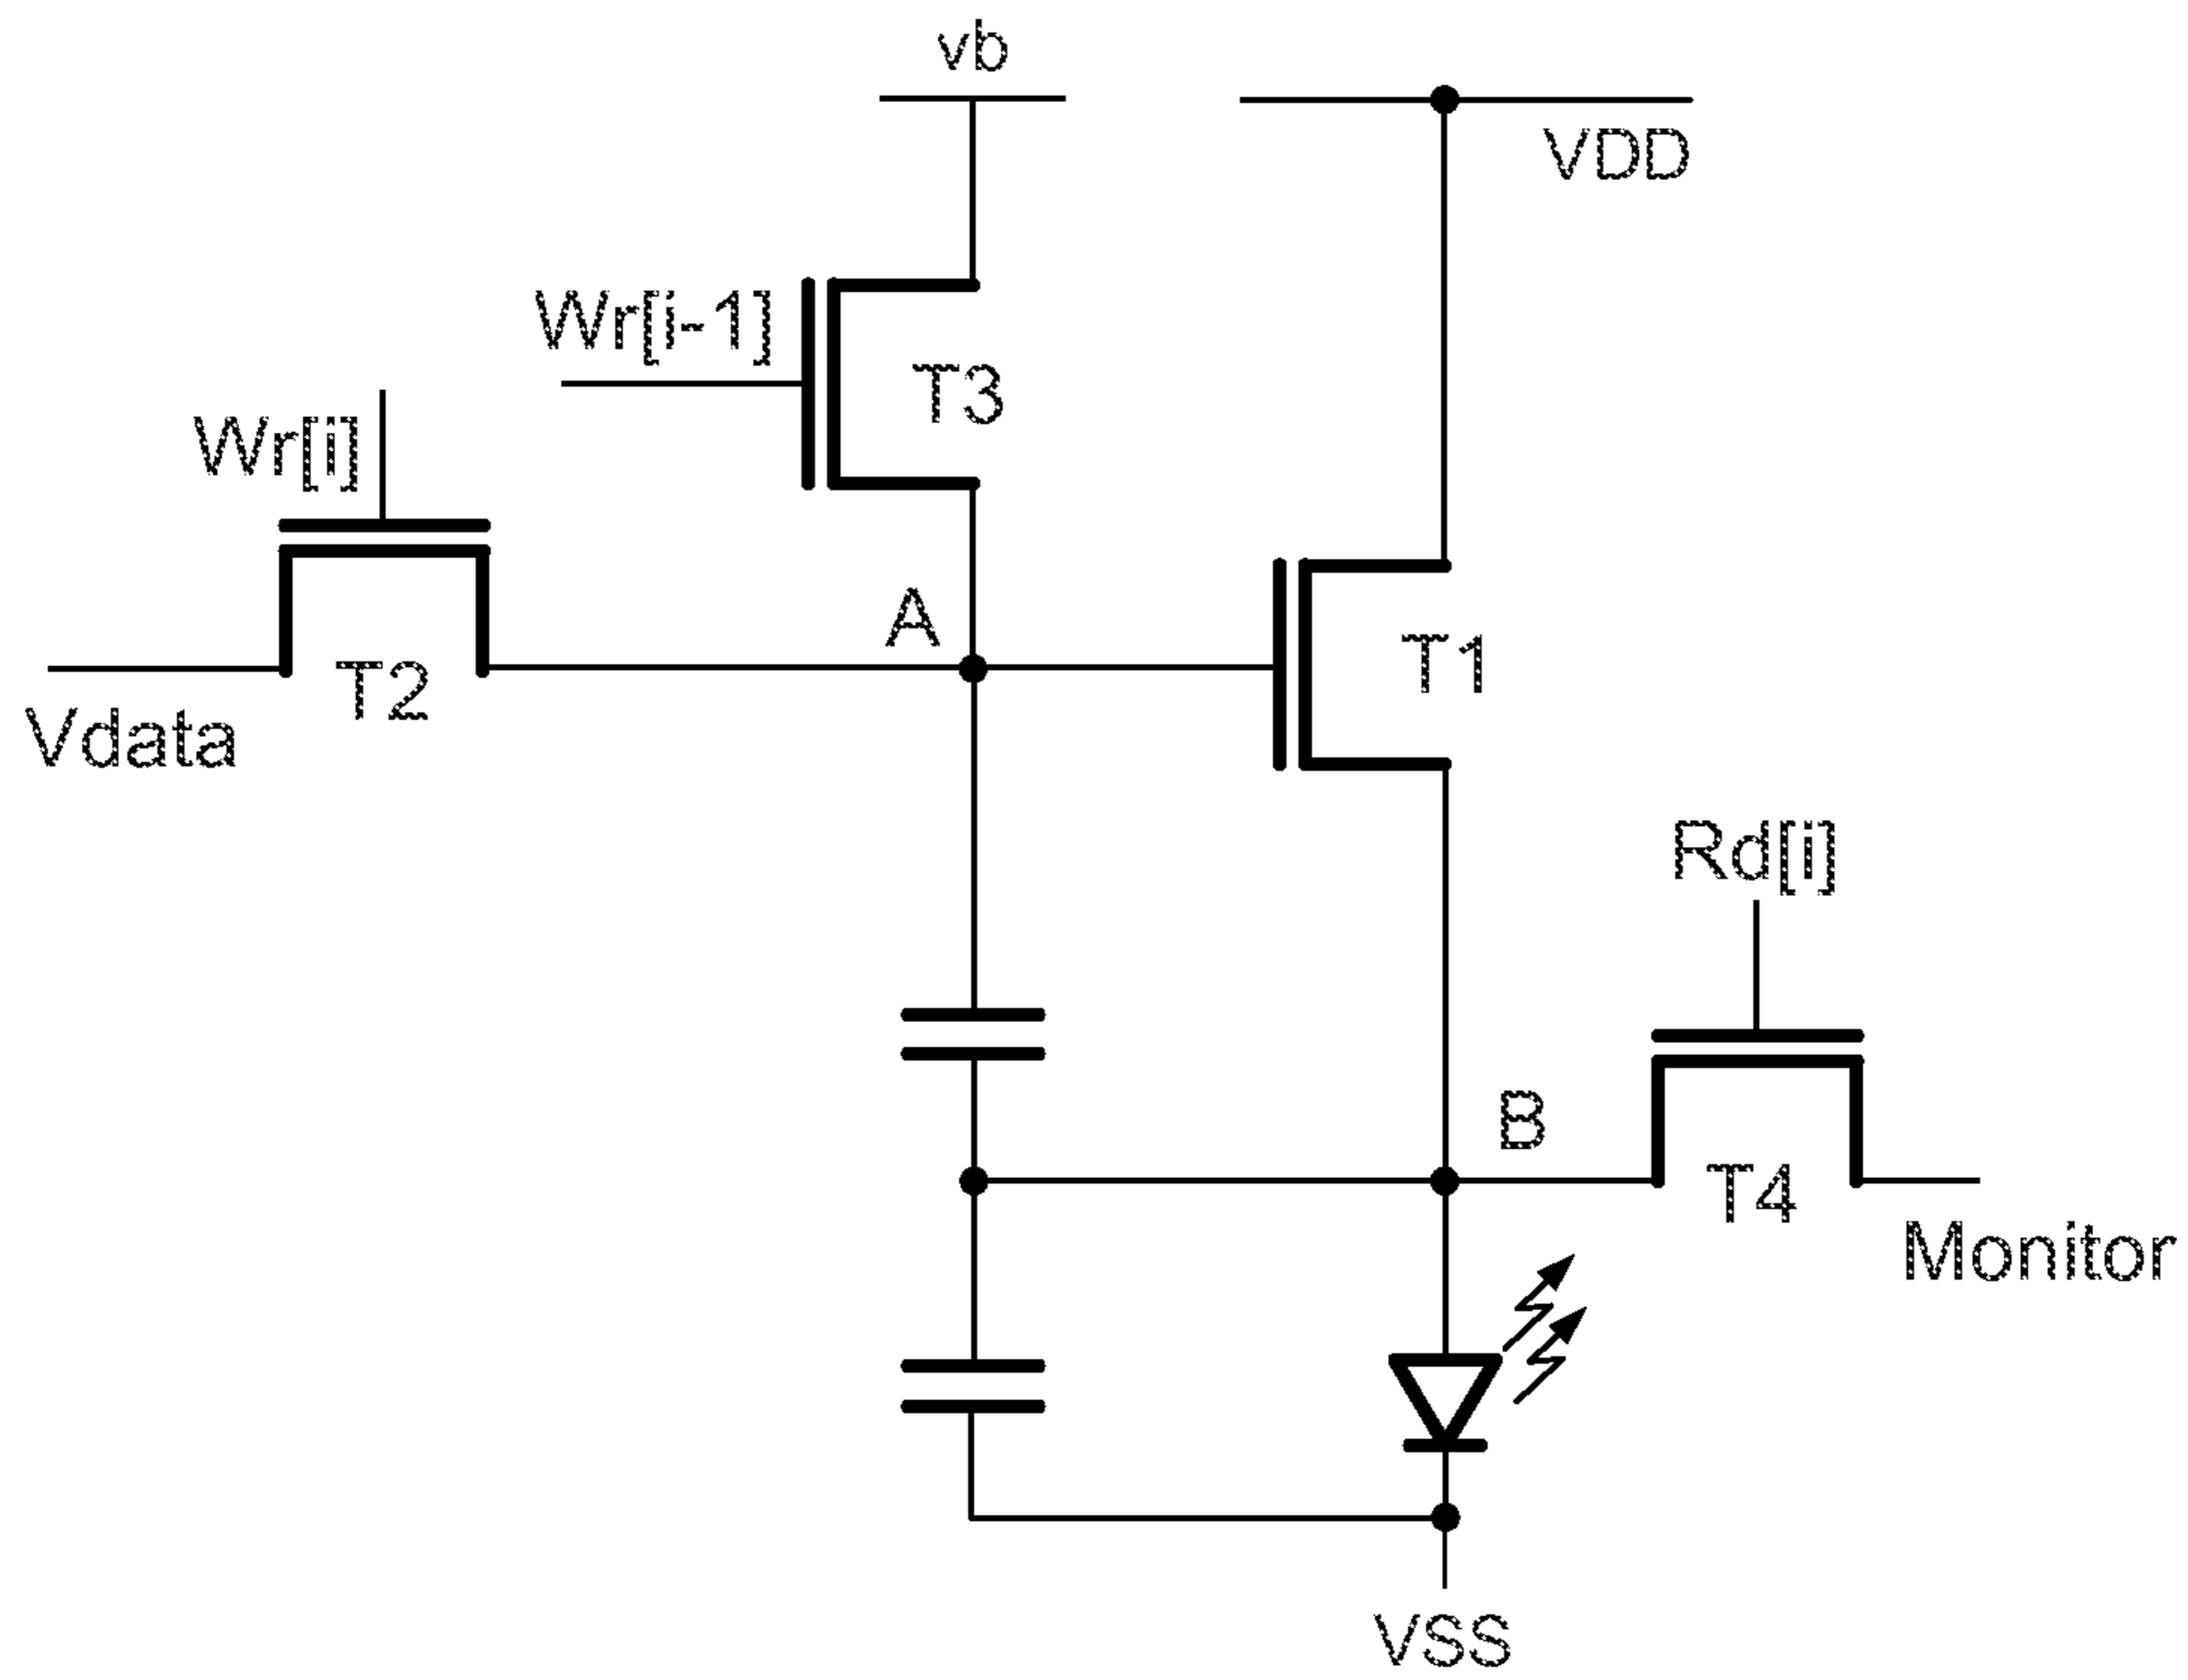 vb
VDD
Wr[i-1]
T3
Wr[i]
A
T1
T2
Vdata
Rd[i]
B
T4
Monitor
VSS